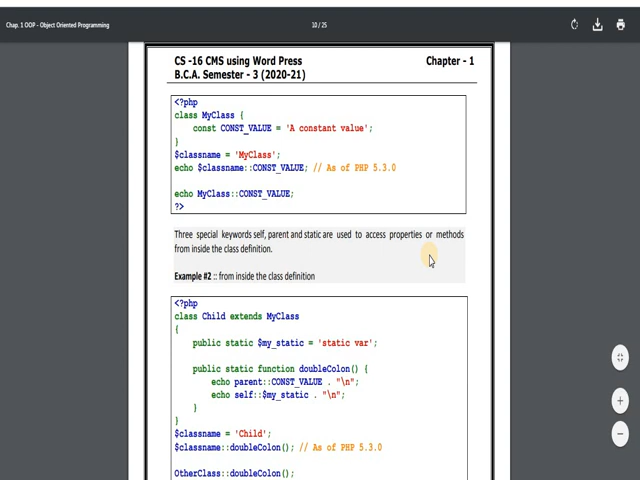 Chap. 1 OOP - Object Oriented Programming
10 / 25
CS -16 CMS using Word Press
Chapter - 1
B.C.A. Semester - 3 (2020-21)
<?php
class MyClass {
const CONST_VALUE = 'A constant value';
}
$classname = 'MyClass';
echo $classname::CONST_VALUE; // As of PHP 5.3.0
echo MyClass::CONST_VALUE;
?>
Three special keywords self, parent and static are used to access properties or methods
from inside the class definition.
Example #2 :: from inside the class definition
<?php
class Child extends MyClass
{
public static $my_static = 'static var';
public static function doubleColon() {
echo parent::CONST_VALUE . "\n";
echo self::$my_static . "\n";
}
}
$classname = 'Child';
$classname::doubleColon(); // As of PHP 5.3.0
OtherClass::doubleColon();